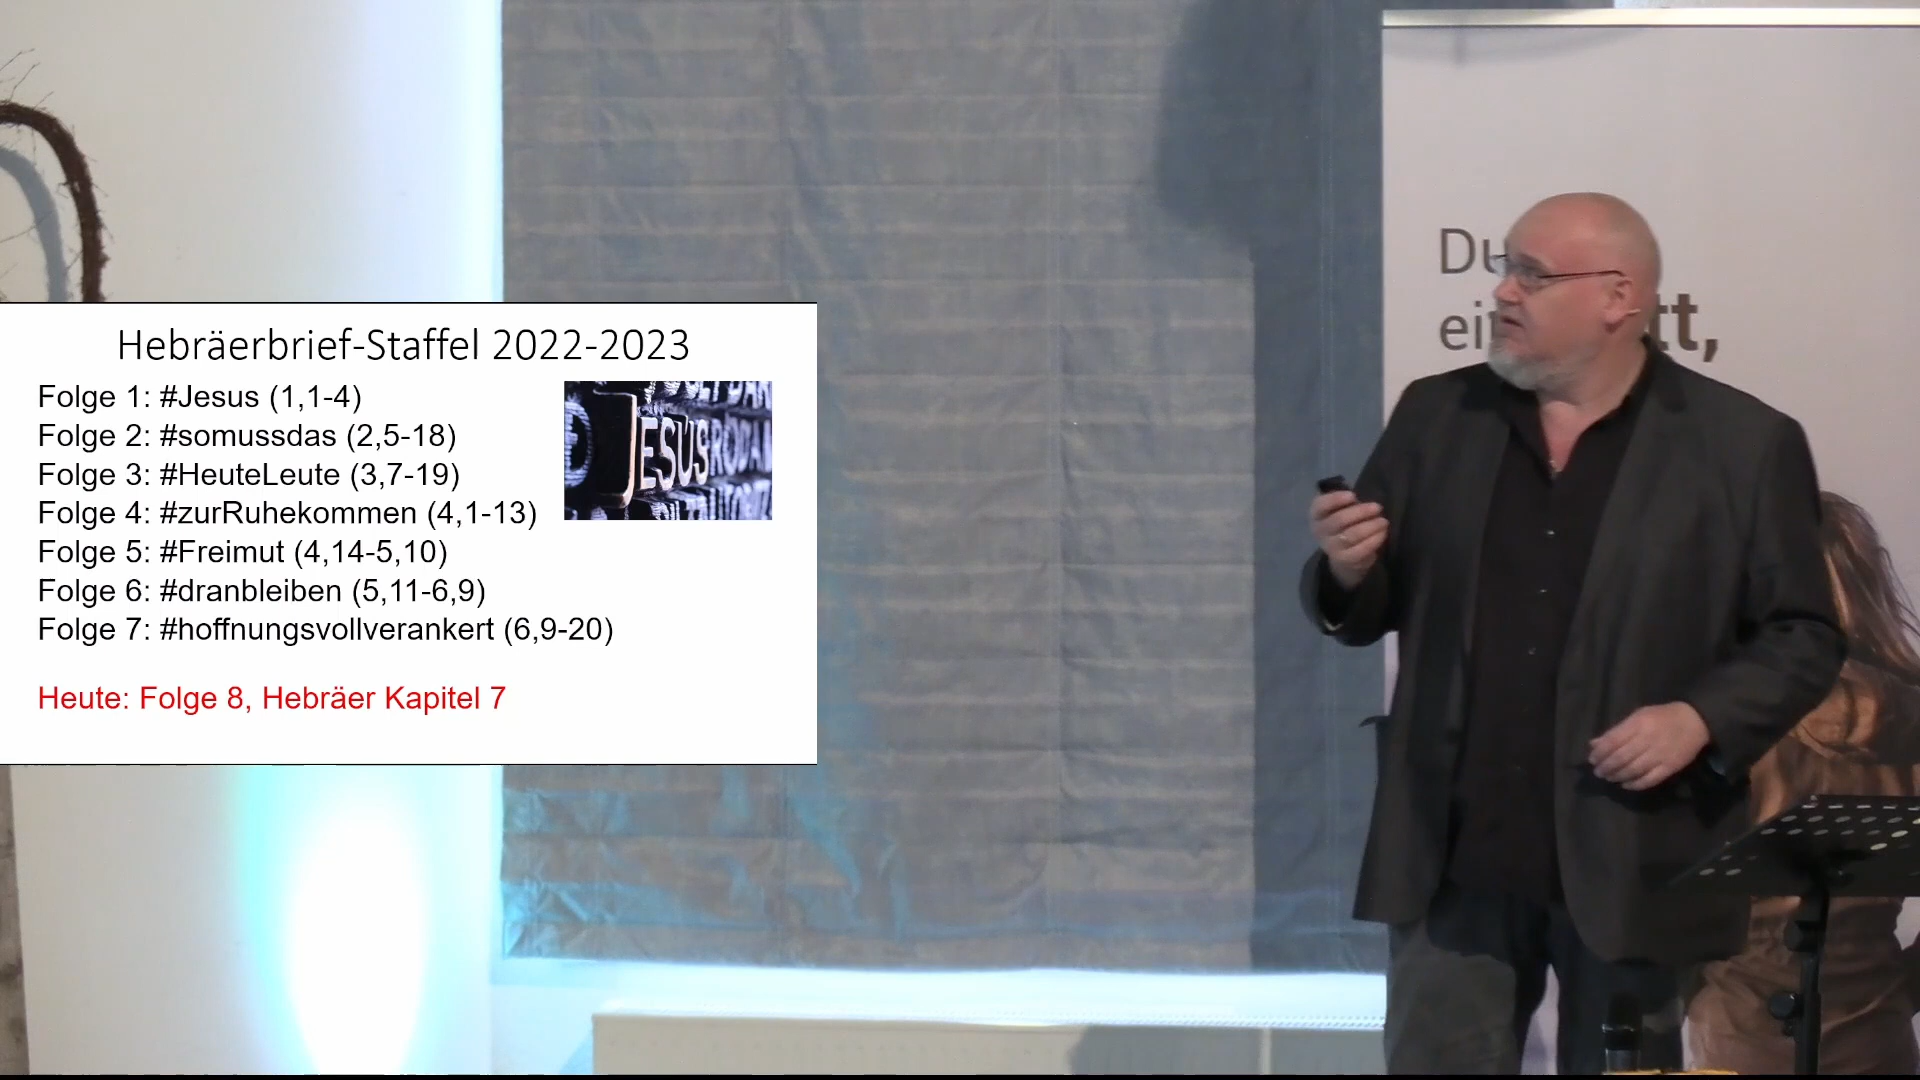 Hebräerbrief-Staffel 2022-2023
Folge 1: #Jesus (1,1-4)
Folge 2: #somussdas (2,5-18)
Folge 3: #HeuteLeute (3,7-19)
Folge 4: #zurRuhekommen (4,1-13)
Folge 5: #Freimut (4,14-5,10)
Folge 6: #dranbleiben (5,11-6,9)
Folge 7: #hoffnungsvollverankert (6,9-20)
Heute: Folge 8, Hebräer Kapitel 7
JESUS